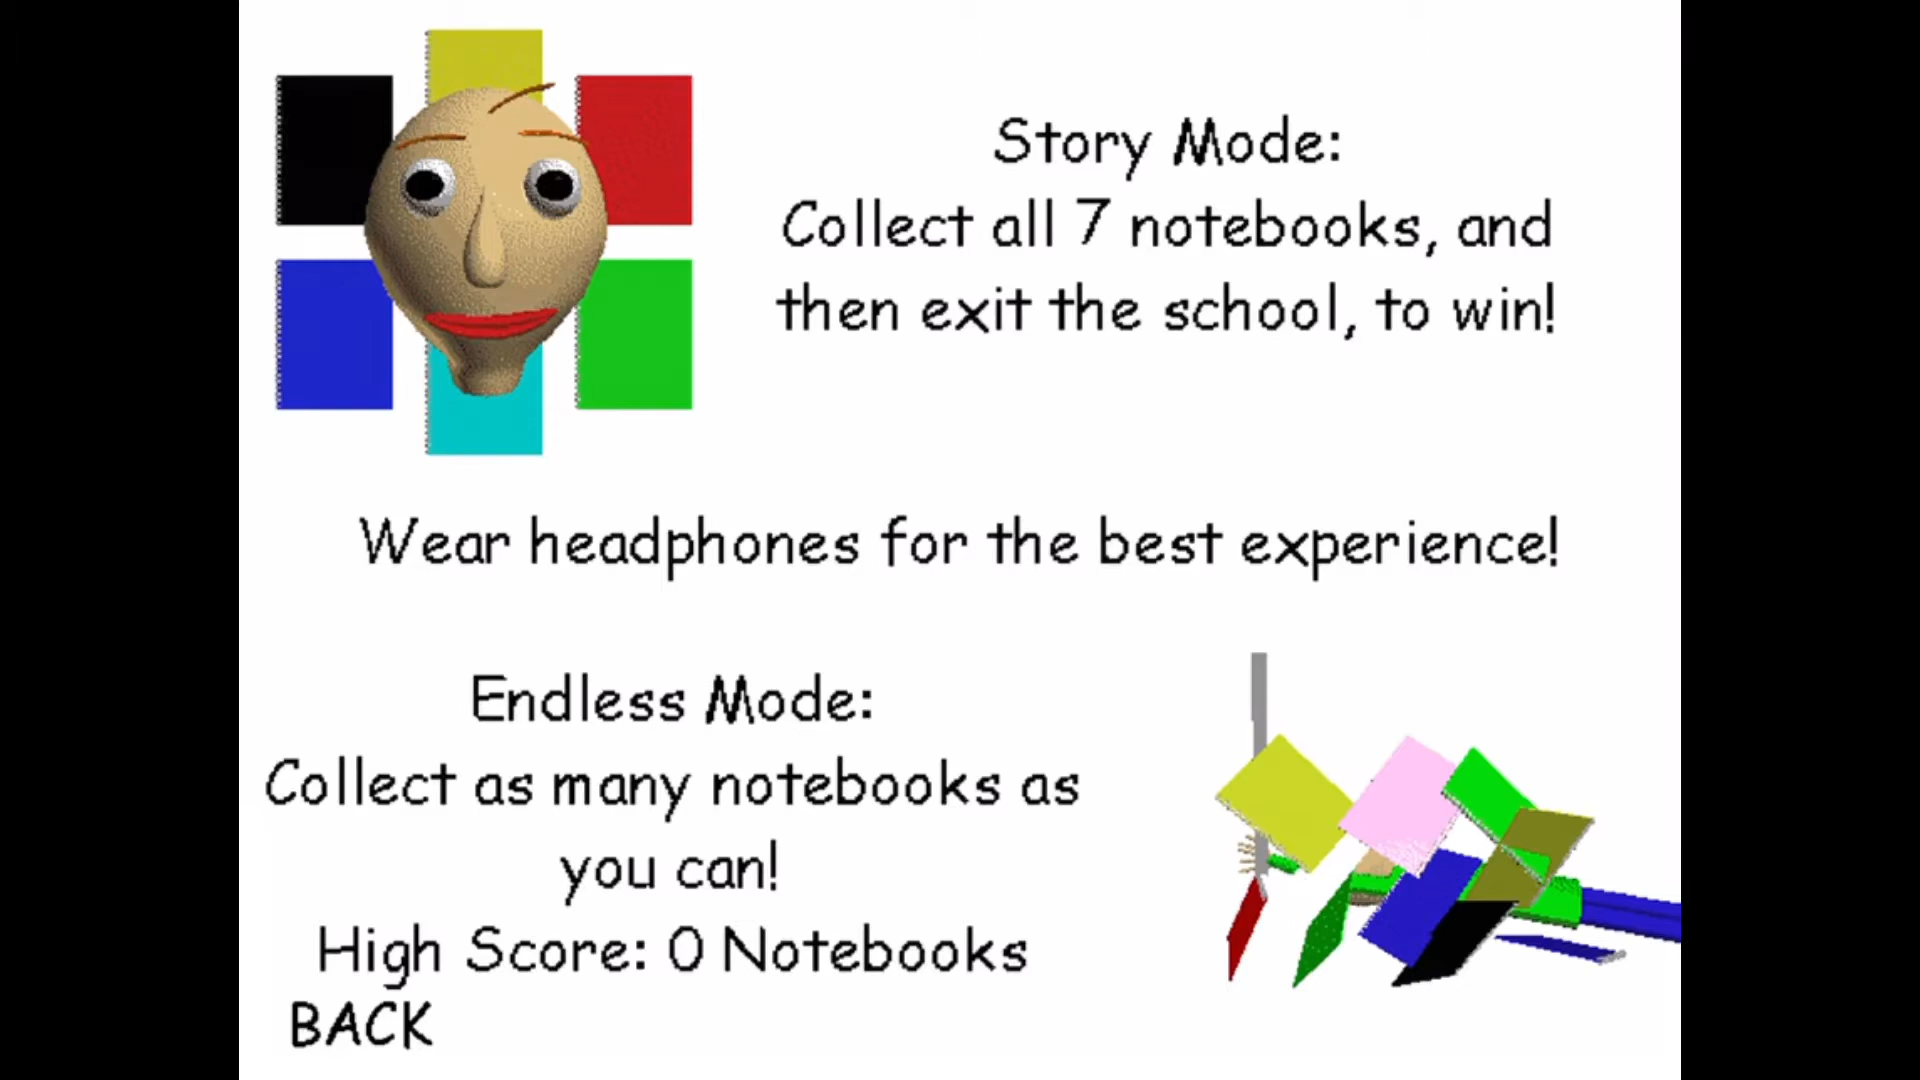 Story Mode:
Collect all 7 notebooks, and
then exit the school, to win!
Wear headphones for the best experience!
Endless Mode:
Collect as many notebooks as
you can!
High Score: 0 Notebooks
BACK